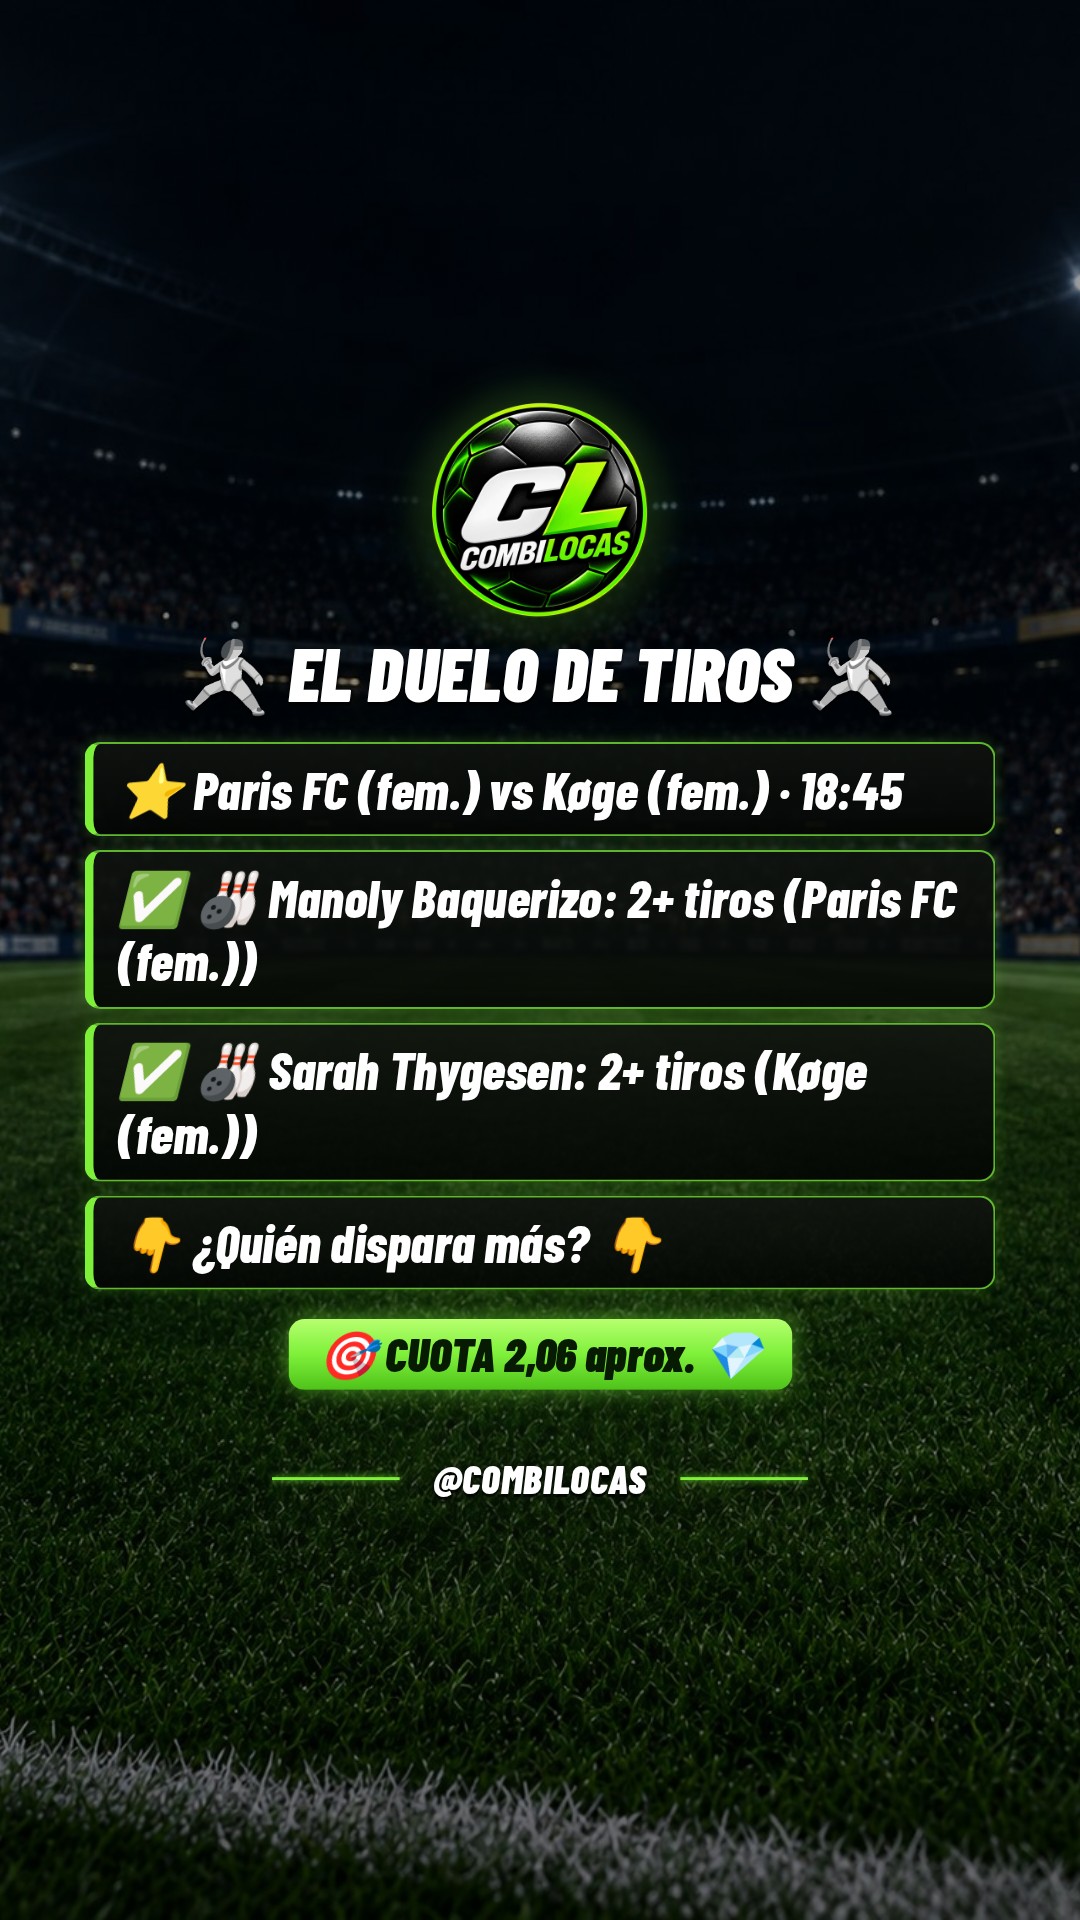 CL
COMBILOCAS
🤺 EL DUELO DE TIROS 🤺
⭐ Paris FC (fem.) vs Køge (fem.) · 18:45
✅ 🎳 Manoly Baquerizo: 2+ tiros (Paris FC
(fem.))
✅ 🎳 Sarah Thygesen: 2+ tiros (Køge
(fem.))
👇 ¿Quién dispara más? 👇
🎯 CUOTA 2,06 aprox. 💎
@COMBILOCAS